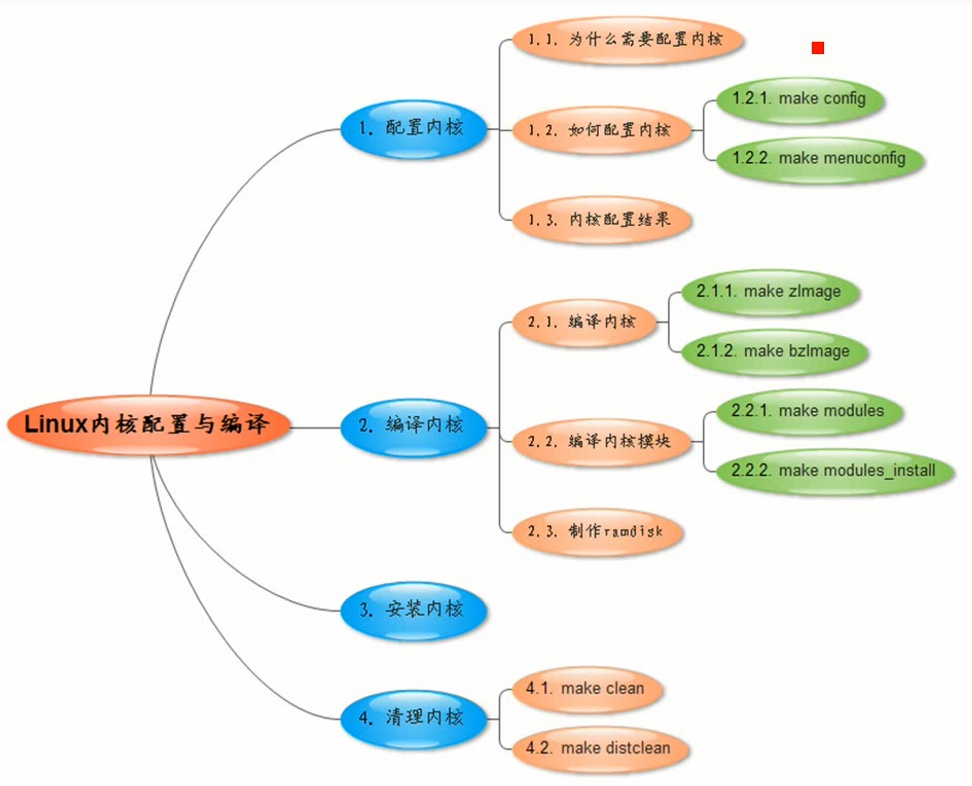 Linux内核配置与编译
1. 配置内核
1.1. 为什么需要配置内核
1.2. 如何配置内核
1.2.1. make config
1.2.2. make menuconfig
1.3. 内核配置结果
2. 编译内核
2.1. 编译内核
2.1.1. make zImage
2.1.2. make bzImage
2.2. 编译内核模块
2.2.1. make modules
2.2.2. make modules_install
2.3. 制作ramdisk
3. 安装内核
4. 清理内核
4.1. make clean
4.2. make distclean